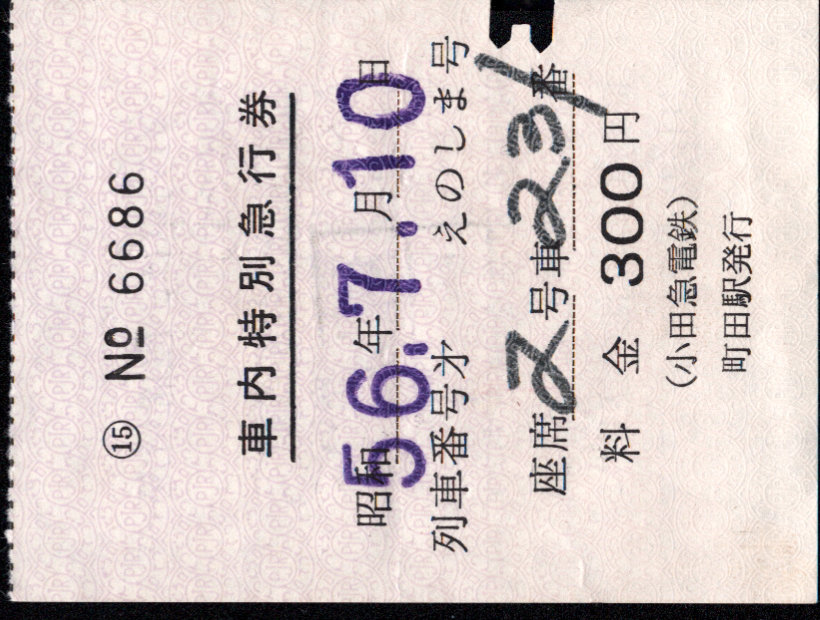 ⑮ № 6686
車内特別急行券
昭和56年7月10日
列車番号オえのしま号
座席2号車23番
料金300円
(小田急電鉄)
町田駅発行